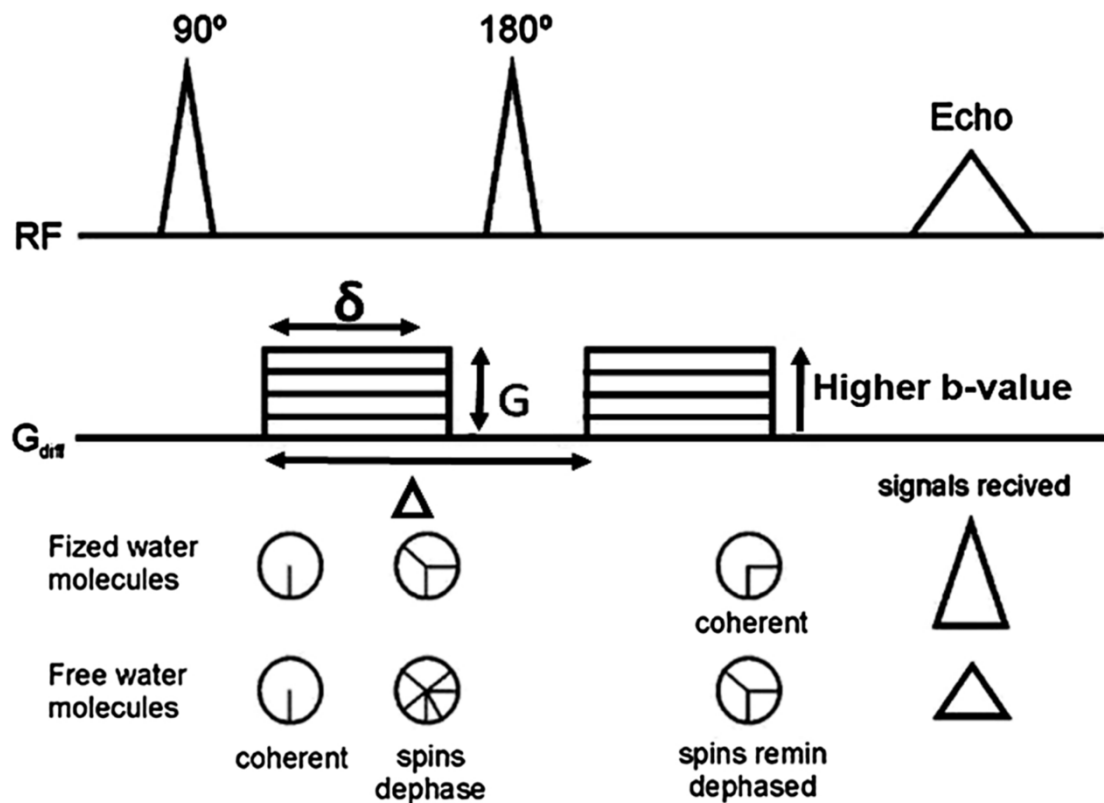 90º
180º
Echo
RF
δ
G
Higher b-value
Gdiff
Δ
signals recived
Fized water
molecules
coherent
Free water
molecules
coherent
spins
dephase
spins remin
dephased